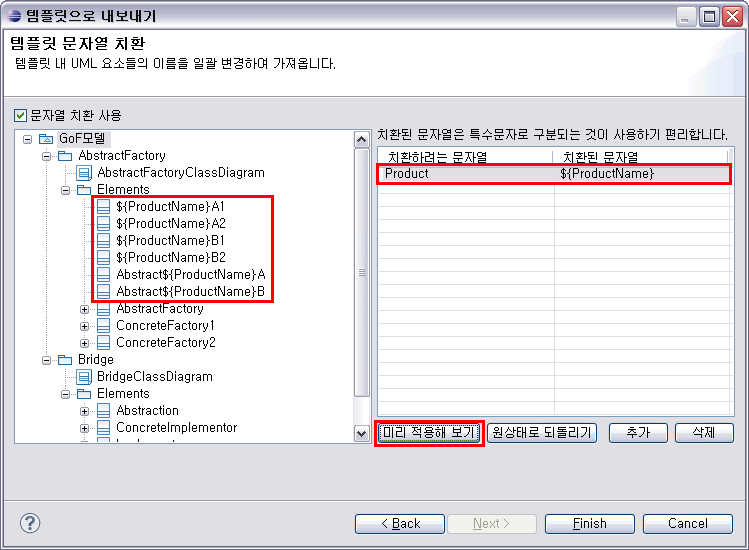 템플릿으로 내보내기
템플릿 문자열 치환
템플릿 내 UML 요소들의 이름을 일괄 변경하여 가져옵니다.
문자열 치환 사용
GoF모델
AbstractFactory
AbstractFactoryClassDiagram
Elements
${ProductName}A1
${ProductName}A2
${ProductName}B1
${ProductName}B2
Abstract${ProductName}A
Abstract${ProductName}B
AbstractFactory
ConcreteFactory1
ConcreteFactory2
Bridge
BridgeClassDiagram
Elements
Abstraction
ConcreteImplementor
치환된 문자열은 특수문자로 구분되는 것이 사용하기 편리합니다.
치환하려는 문자열 치환된 문자열
Product ${ProductName}
미리 적용해 보기 원상태로 되돌리기 추가 삭제
? < Back Next > Finish Cancel